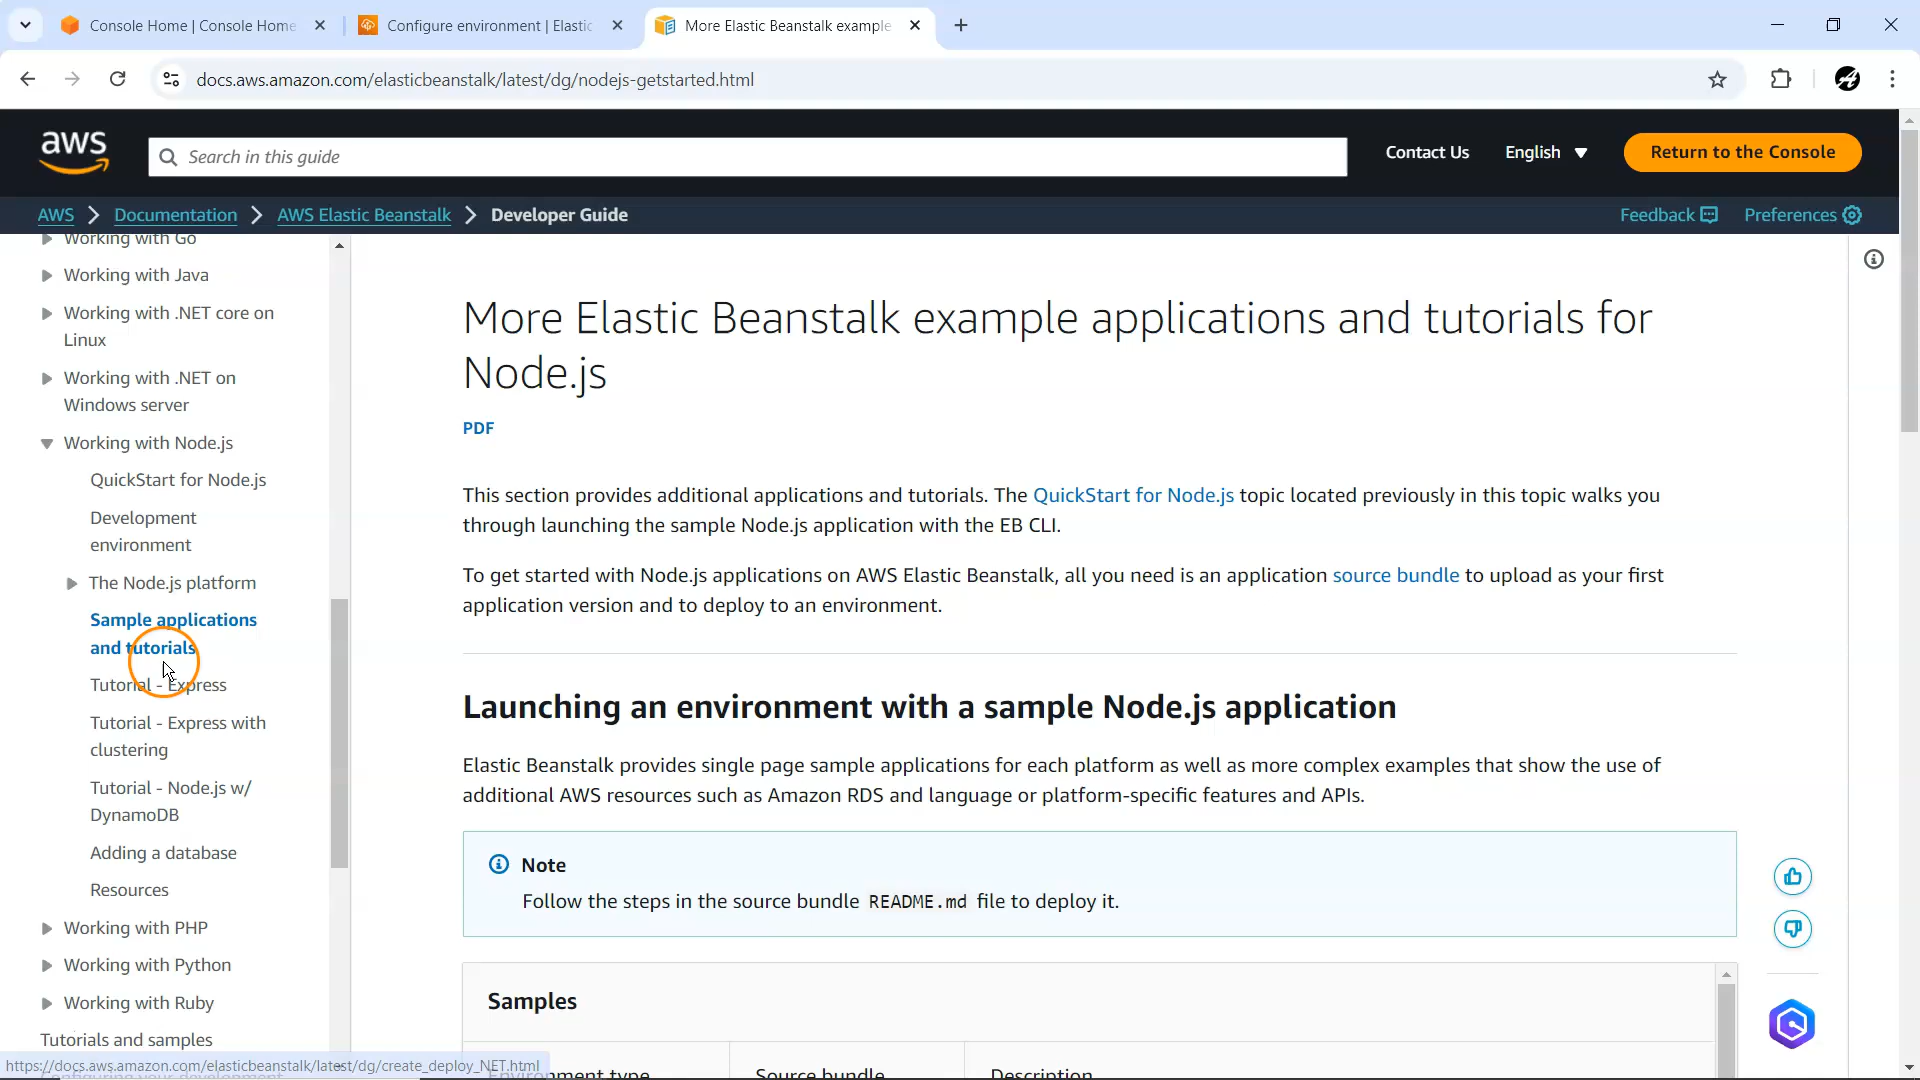 Console Home | Console Home
Configure environment | Elastic
More Elastic Beanstalk example
docs.aws.amazon.com/elasticbeanstalk/latest/dg/nodejs-getstarted.html
aws
Search in this guide
Contact Us
English
Return to the Console
AWS
Documentation
AWS Elastic Beanstalk
Developer Guide
Feedback
Preferences
Working with Go
Working with Java
Working with .NET core on
Linux
Working with .NET on
Windows server
Working with Node.js
QuickStart for Node.js
Development
environment
The Node.js platform
Sample applications
and tutorials
Tutorial - Express
Tutorial - Express with
clustering
Tutorial - Node.js w/
DynamoDB
Adding a database
Resources
Working with PHP
Working with Python
Working with Ruby
Tutorials and samples
https://docs.aws.amazon.com/elasticbeanstalk/latest/dg/create_deploy_NET.html
More Elastic Beanstalk example applications and tutorials for
Node.js
PDF
This section provides additional applications and tutorials. The QuickStart for Node.js topic located previously in this topic walks you
through launching the sample Node.js application with the EB CLI.
To get started with Node.js applications on AWS Elastic Beanstalk, all you need is an application source bundle to upload as your first
application version and to deploy to an environment.
Launching an environment with a sample Node.js application
Elastic Beanstalk provides single page sample applications for each platform as well as more complex examples that show the use of
additional AWS resources such as Amazon RDS and language or platform-specific features and APIs.
Note
Follow the steps in the source bundle README.md file to deploy it.
Samples
Environment type
Source bundle
Description